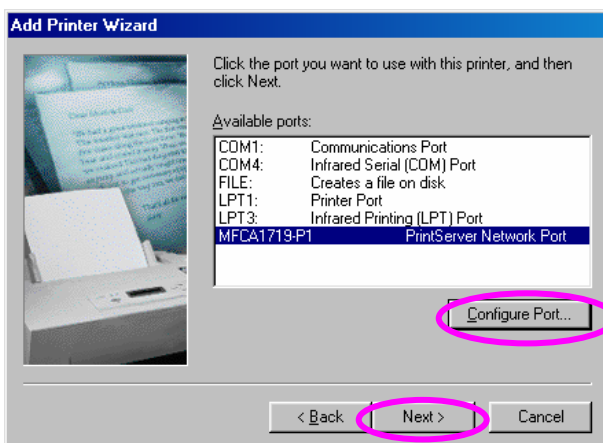 Add Printer Wizard
Click the port you want to use with this printer, and then
click Next.
Available ports:
COM1: Communications Port
COM4: Infrared Serial (COM) Port
FILE: Creates a file on disk
LPT1: Printer Port
LPT3: Infrared Printing (LPT) Port
MFCA1719-P1 PrintServer Network Port
Configure Port...
< Back Next > Cancel